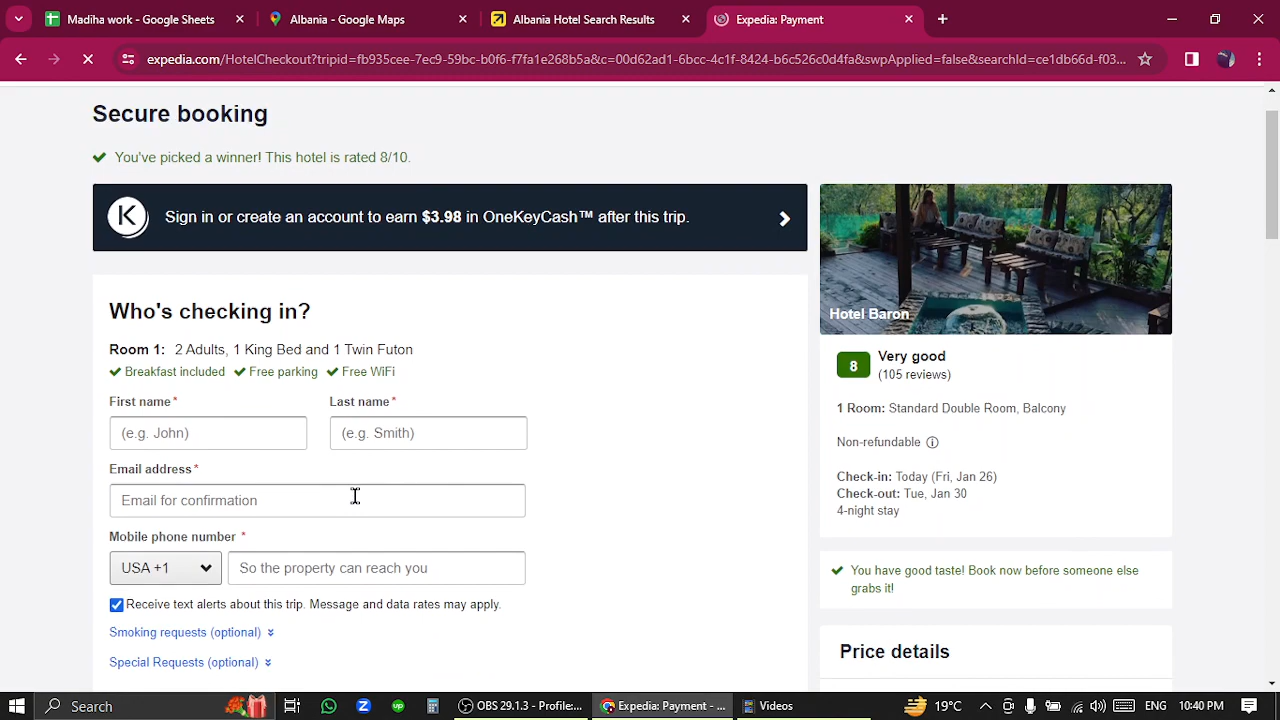 Madiha work - Google Sheets
Albania - Google Maps
Albania Hotel Search Results
Expedia: Payment
expedia.com/HotelCheckout?tripid=fb935cee-7ec9-59bc-b0f6-f7fa1e268b5a&c=00d62ad1-6bcc-4c1f-8424-b6c526c0d4fa&swpApplied=false&searchId=ce1db66d-f03...
Secure booking
You've picked a winner! This hotel is rated 8/10.
K
Sign in or create an account to earn $3.98 in OneKeyCash™ after this trip.
Who's checking in?
Room 1: 2 Adults, 1 King Bed and 1 Twin Futon
Breakfast included Free parking Free WiFi
First name* Last name*
(e.g. John) (e.g. Smith)
Email address*
Email for confirmation
Mobile phone number *
USA +1 So the property can reach you
Receive text alerts about this trip. Message and data rates may apply.
Smoking requests (optional)
Special Requests (optional)
Hotel Baron
8 Very good
(105 reviews)
1 Room: Standard Double Room, Balcony
Non-refundable
Check-in: Today (Fri, Jan 26)
Check-out: Tue, Jan 30
4-night stay
You have good taste! Book now before someone else
grabs it!
Price details
Search
up
OBS 29.1.3 - Profile:...
Expedia: Payment - ...
Videos
19°C
ENG
10:40 PM